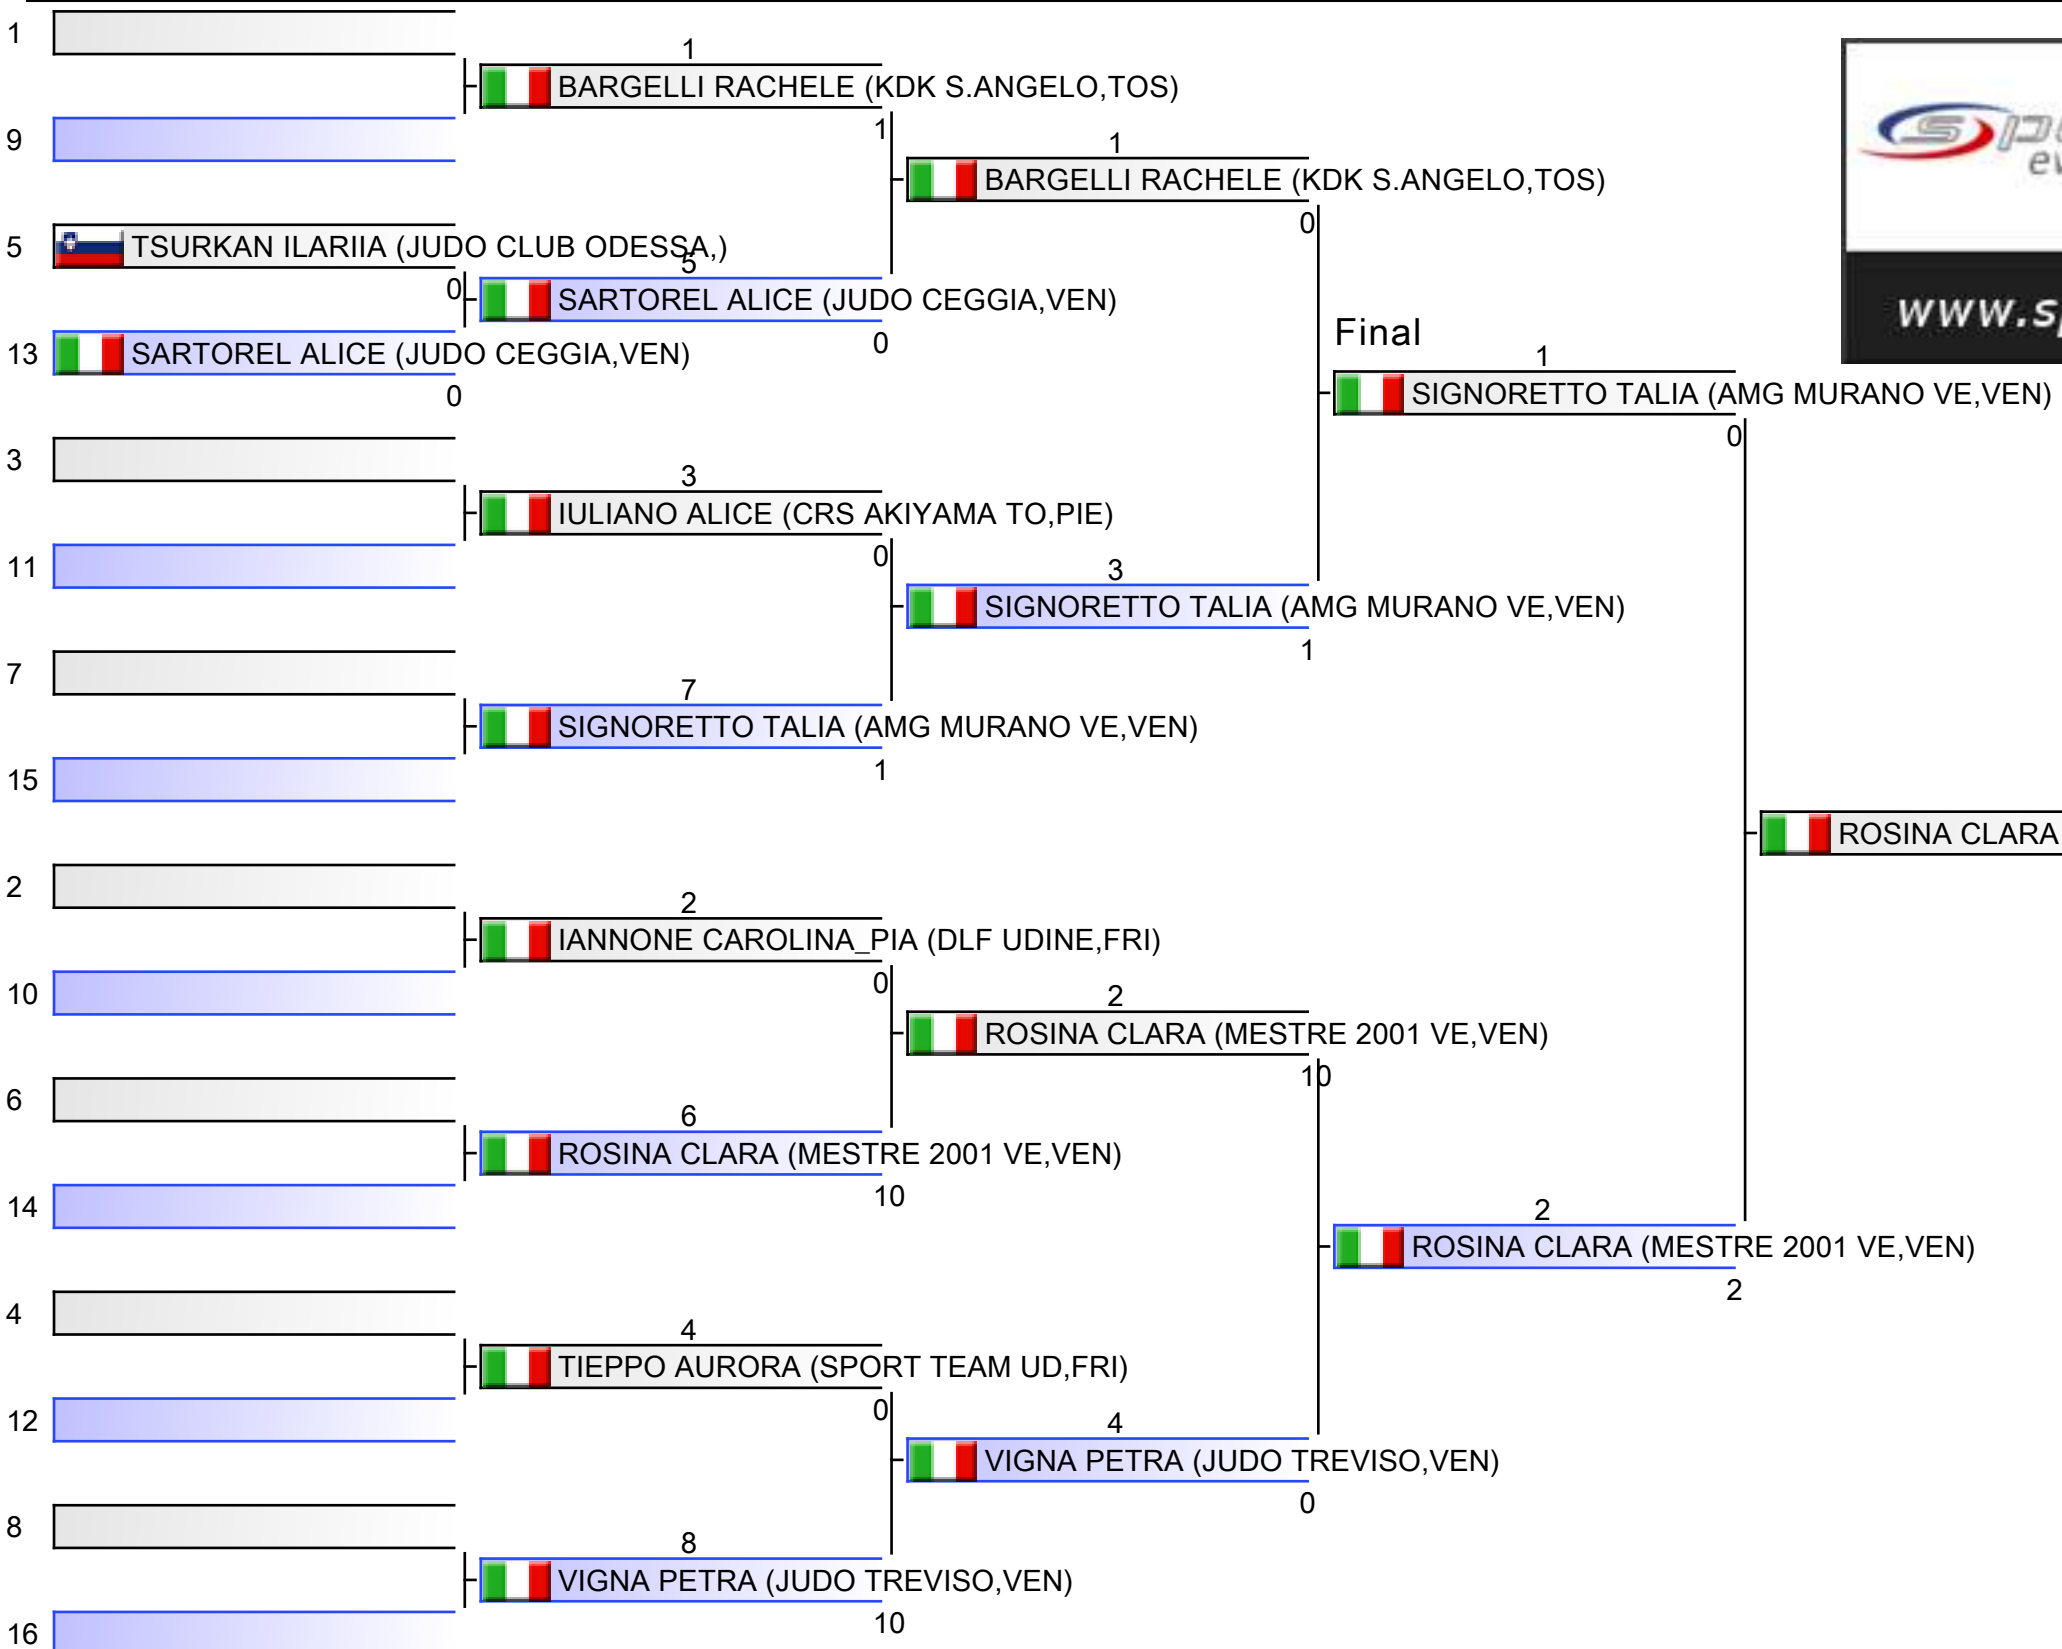 1
1
BARGELLI RACHELE (KDK S.ANGELO,TOS)
1
9
1
BARGELLI RACHELE (KDK S.ANGELO,TOS)
0
5
TSURKAN ILARIIA (JUDO CLUB ODESSA,)
0
5
SARTOREL ALICE (JUDO CEGGIA,VEN)
0
13
SARTOREL ALICE (JUDO CEGGIA,VEN)
0
Final
1
SIGNORETTO TALIA (AMG MURANO VE,VEN)
0
3
3
IULIANO ALICE (CRS AKIYAMA TO,PIE)
0
11
3
SIGNORETTO TALIA (AMG MURANO VE,VEN)
1
7
7
SIGNORETTO TALIA (AMG MURANO VE,VEN)
1
15
ROSINA CLARA
2
2
IANNONE CAROLINA_PIA (DLF UDINE,FRI)
0
10
2
ROSINA CLARA (MESTRE 2001 VE,VEN)
10
6
6
ROSINA CLARA (MESTRE 2001 VE,VEN)
10
14
2
ROSINA CLARA (MESTRE 2001 VE,VEN)
2
4
4
TIEPPO AURORA (SPORT TEAM UD,FRI)
0
12
4
VIGNA PETRA (JUDO TREVISO,VEN)
0
8
8
VIGNA PETRA (JUDO TREVISO,VEN)
10
16